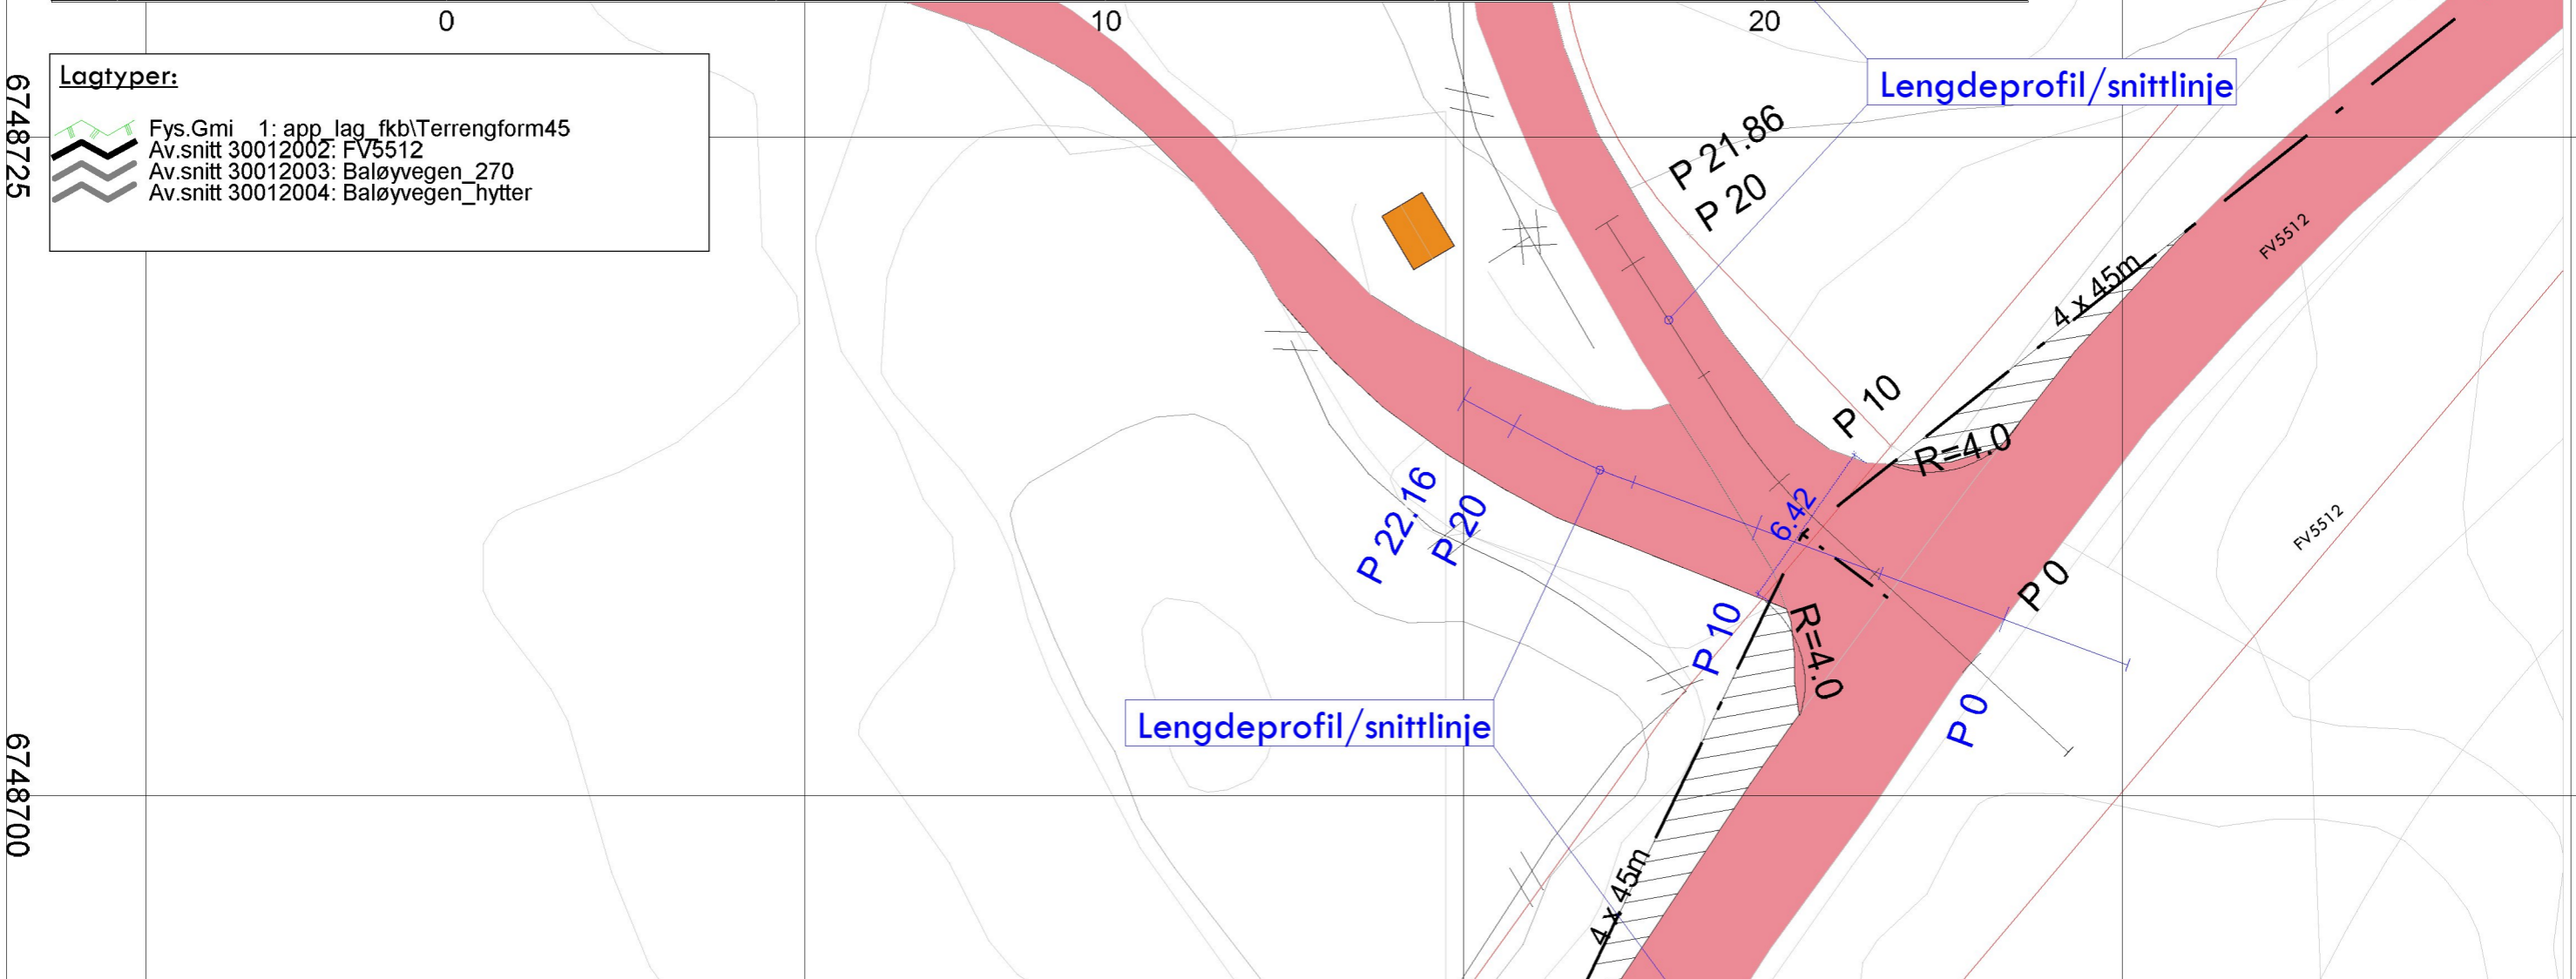 0
10
20
Lagtyper:
Fys.Gmi 1: app_lag_fkb\Terrengform45
Av.snitt 30012002: FV5512
Av.snitt 30012003: Baløyvegen_270
Av.snitt 30012004: Baløyvegen_hytter
6748725
Lengdeprofil/snittlinje
P 21.86
P 20
FV5512
4 x 45m
P 10
R=4.0
P 22.16
P 20
6.42
FV5512
P 0
P 10
R=4.0
Lengdeprofil/snittlinje
P 0
6748700
4 x 45m